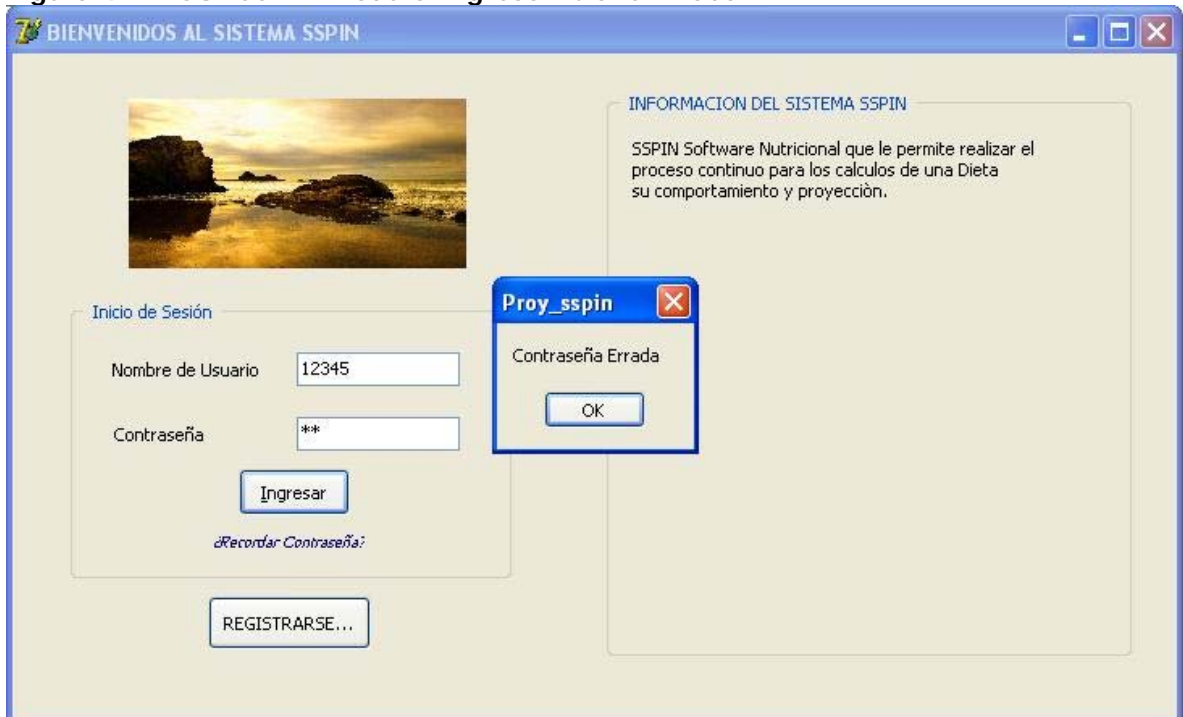 BIENVENIDOS AL SISTEMA SSPIN
INFORMACION DEL SISTEMA SSPIN
SSPIN Software Nutricional que le permite realizar el
proceso continuo para los calculos de una Dieta
su comportamiento y proyecciòn.
Proy_sspin
Contraseña Errada
OK
Inicio de Sesión
Nombre de Usuario 12345
Contraseña **
Ingresar
¿Recordar Contraseña?
REGISTRARSE...